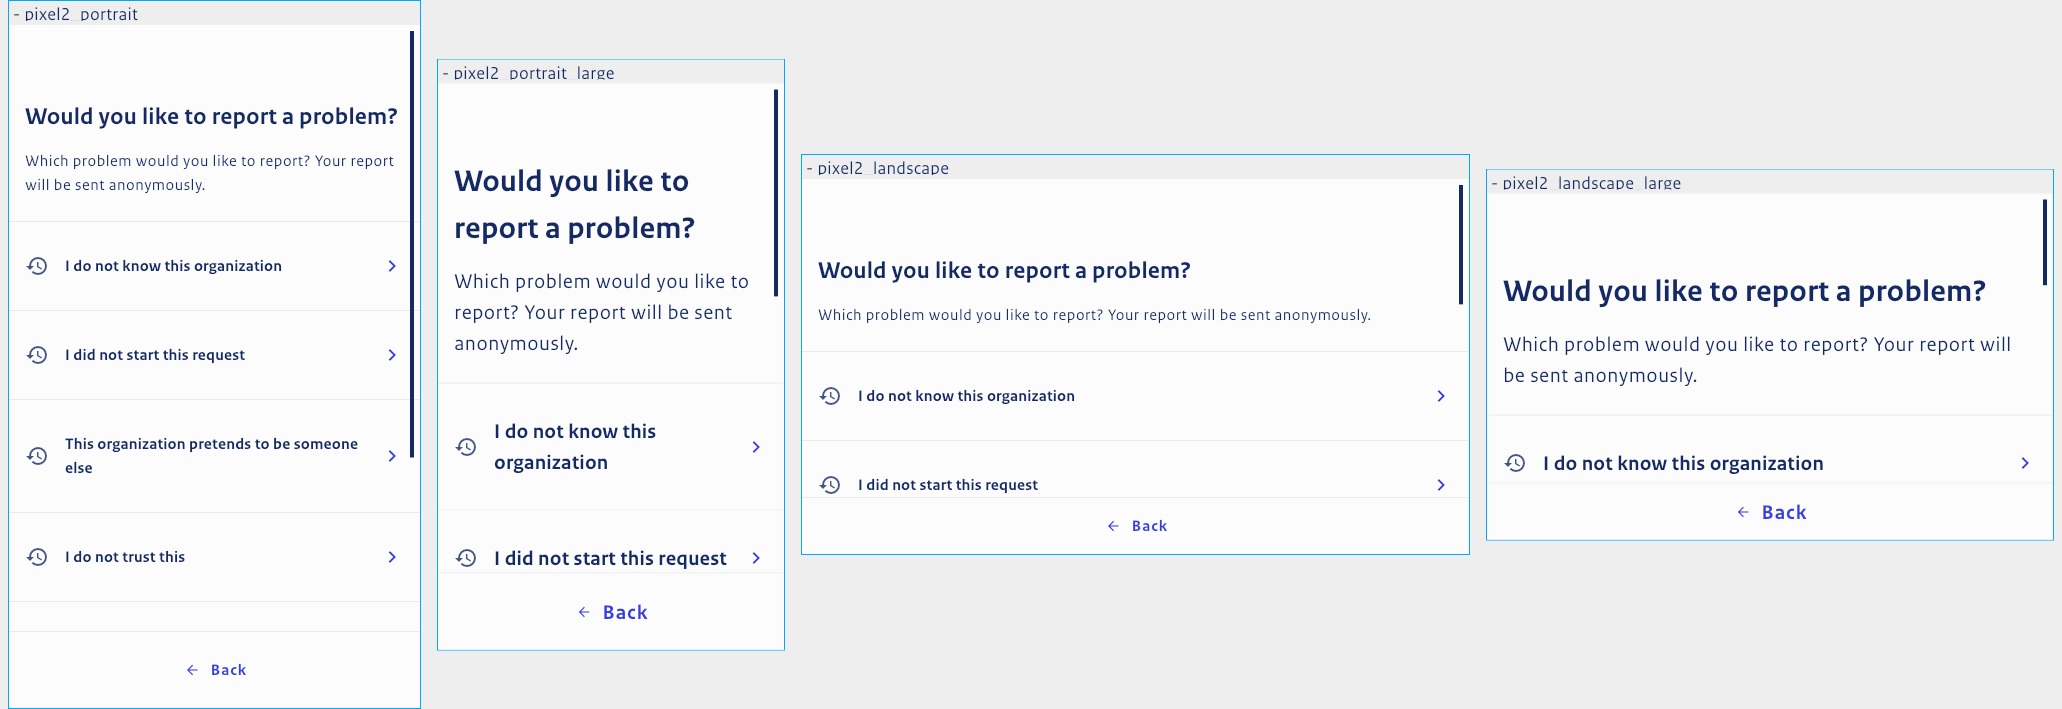 - pixel2_portrait
Would you like to report a problem?
Which problem would you like to report? Your report
will be sent anonymously.
I do not know this organization
I did not start this request
This organization pretends to be someone
else
I do not trust this
Back
- pixel2_portrait_large
Would you like to
report a problem?
Which problem would you like to
report? Your report will be sent
anonymously.
I do not know this
organization
I did not start this request
Back
- pixel2_landscape
Would you like to report a problem?
Which problem would you like to report? Your report will be sent anonymously.
I do not know this organization
I did not start this request
Back
- pixel2_landscape_large
Would you like to report a problem?
Which problem would you like to report? Your report will
be sent anonymously.
I do not know this organization
Back